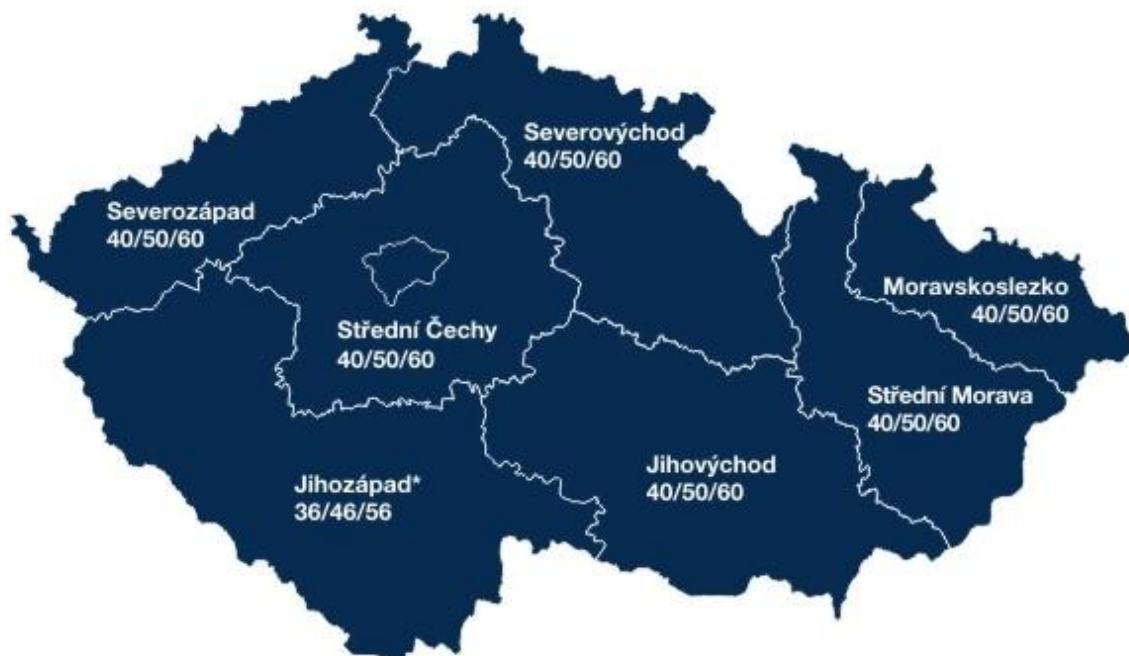 Severovýchod
40/50/60
Severozápad
40/50/60
Moravskoslezko
40/50/60
Střední Čechy
40/50/60
Střední Morava
40/50/60
Jihovýchod
40/50/60
Jihozápad*
36/46/56